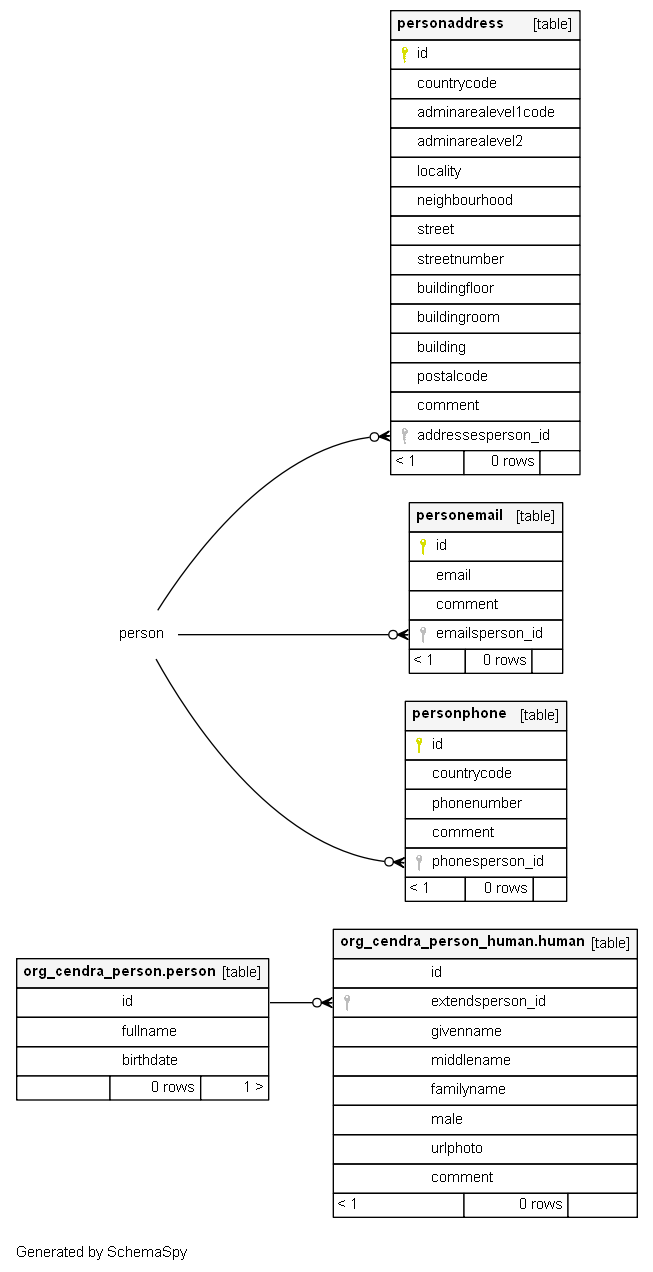 personaddress [table]
id
countrycode
adminarealevel1code
adminarealevel2
locality
neighbourhood
street
streetnumber
buildingfloor
buildingroom
building
postalcode
comment
addressesperson_id
< 1 0 rows
personemail [table]
id
email
comment
emailsperson_id
< 1 0 rows
person
personphone [table]
id
countrycode
phonenumber
comment
phonesperson_id
< 1 0 rows
org_cendra_person.person [table]
id
fullname
birthdate
0 rows 1 >
org_cendra_person_human.human [table]
id
extendsperson_id
givenname
middlename
familyname
male
urlphoto
comment
< 1 0 rows
Generated by SchemaSpy